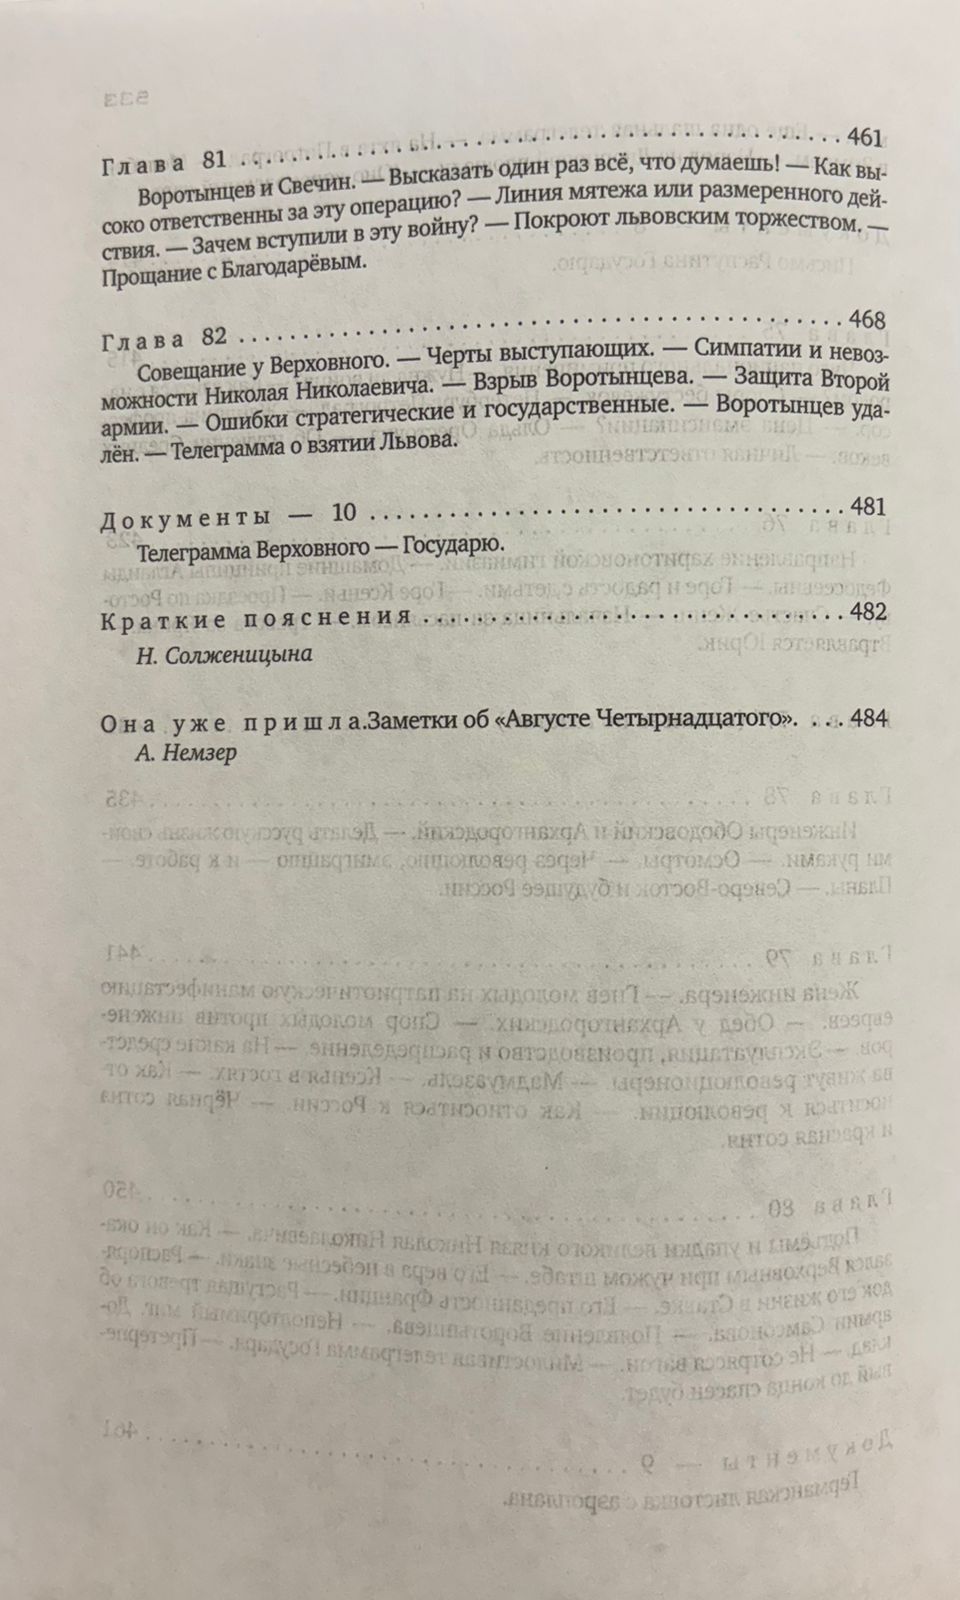 Глава 81 . . . . . . . . . . . . . . . . . . . . . . . . . . . . . . . . . . . . . . 461
Воротынцев и Свечин. — Высказать один раз всё, что думаешь! — Как вы-
соко ответственны за эту операцию? — Линия мятежа или размеренного дей-
ствия. — Зачем вступили в эту войну? — Покроют львовским торжеством. —
Прощание с Благодарёвым.
Глава 82 . . . . . . . . . . . . . . . . . . . . . . . . . . . . . . . . . . . . . . 468
Совещание у Верховного. — Черты выступающих. — Симпатии и невоз-
можности Николая Николаевича. — Взрыв Воротынцева. — Защита Второй
армии. — Ошибки стратегические и государственные. — Воротынцев уда-
лён. — Телеграмма о взятии Львова.
Документы — 10 . . . . . . . . . . . . . . . . . . . . . . . . . . . . . . 481
Телеграмма Верховного — Государю.
Краткие пояснения . . . . . . . . . . . . . . . . . . . . . . . . . . 482
Н. Солженицына
Она уже пришла.Заметки об «Августе Четырнадцатого». . . . 484
А. Немзер